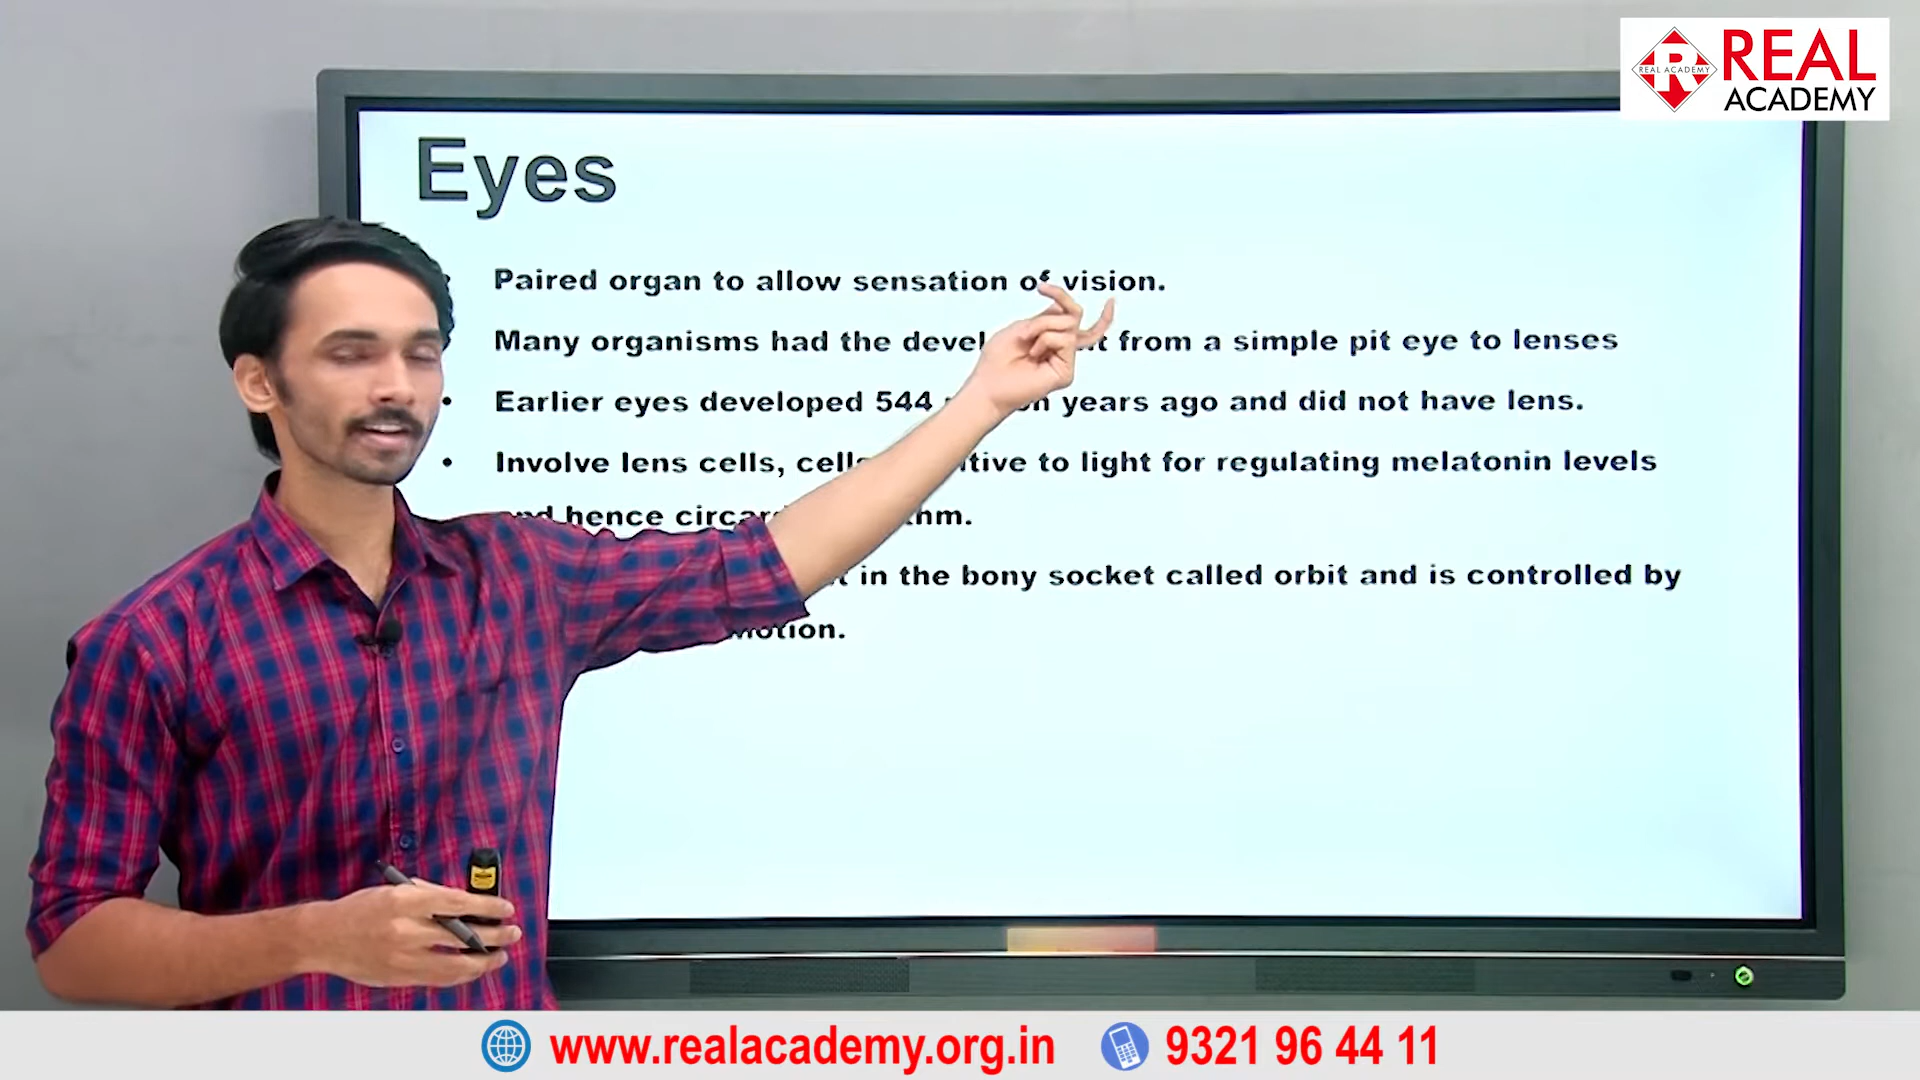 REAL ACADEMY
REAL
ACADEMY
Eyes
Paired organ to allow sensation of vision.
Many organisms had the from a simple pit eye to lenses
Earlier eyes developed 544 years ago and did not have lens.
Involve lens cells, to light for regulating melatonin levels
hence
in the bony socket called orbit and is controlled by
motion.
www.realacademy.org.in
9321 96 44 11